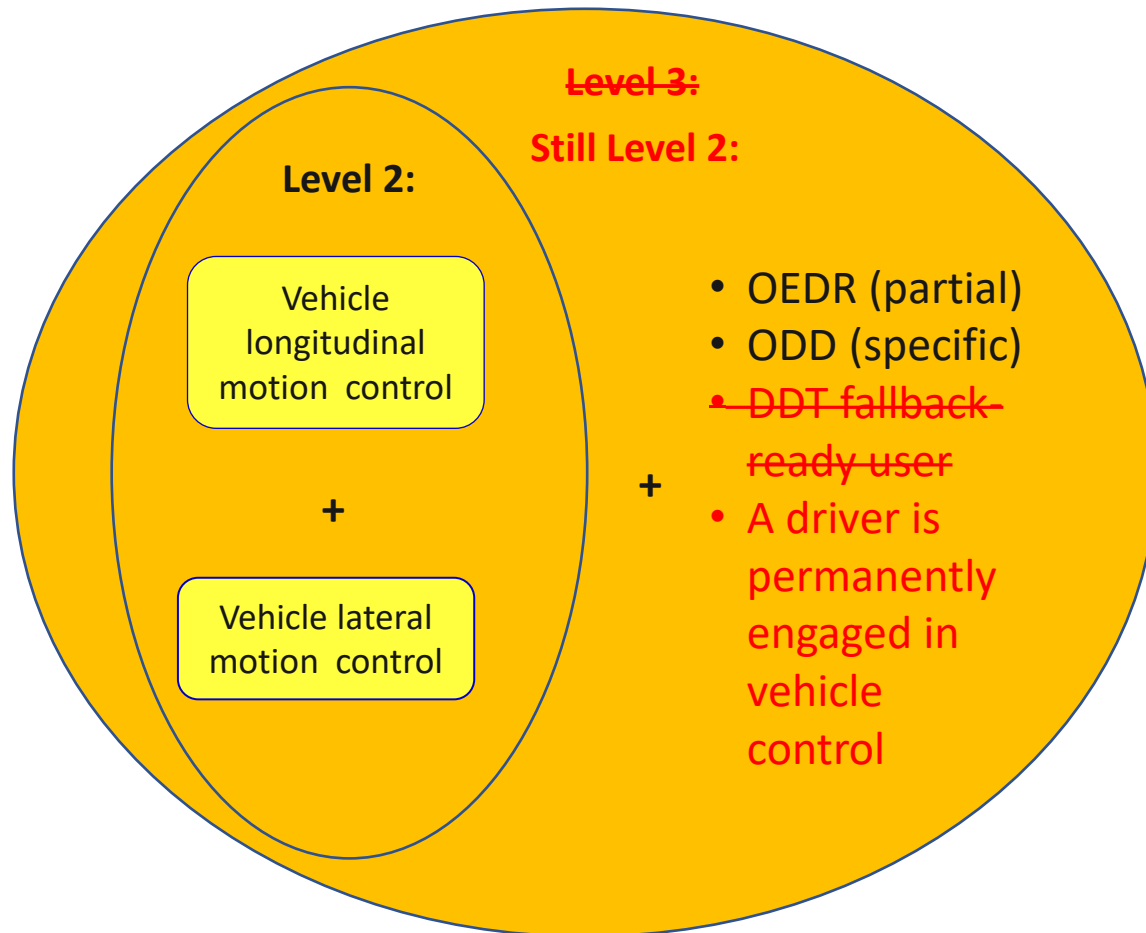 Level 3:
Still Level 2:
Level 2:
Vehicle
longitudinal
motion control
+
Vehicle lateral
motion control
+
• OEDR (partial)
• ODD (specific)
• DDT fallback-
ready user
• A driver is
permanently
engaged in
vehicle
control